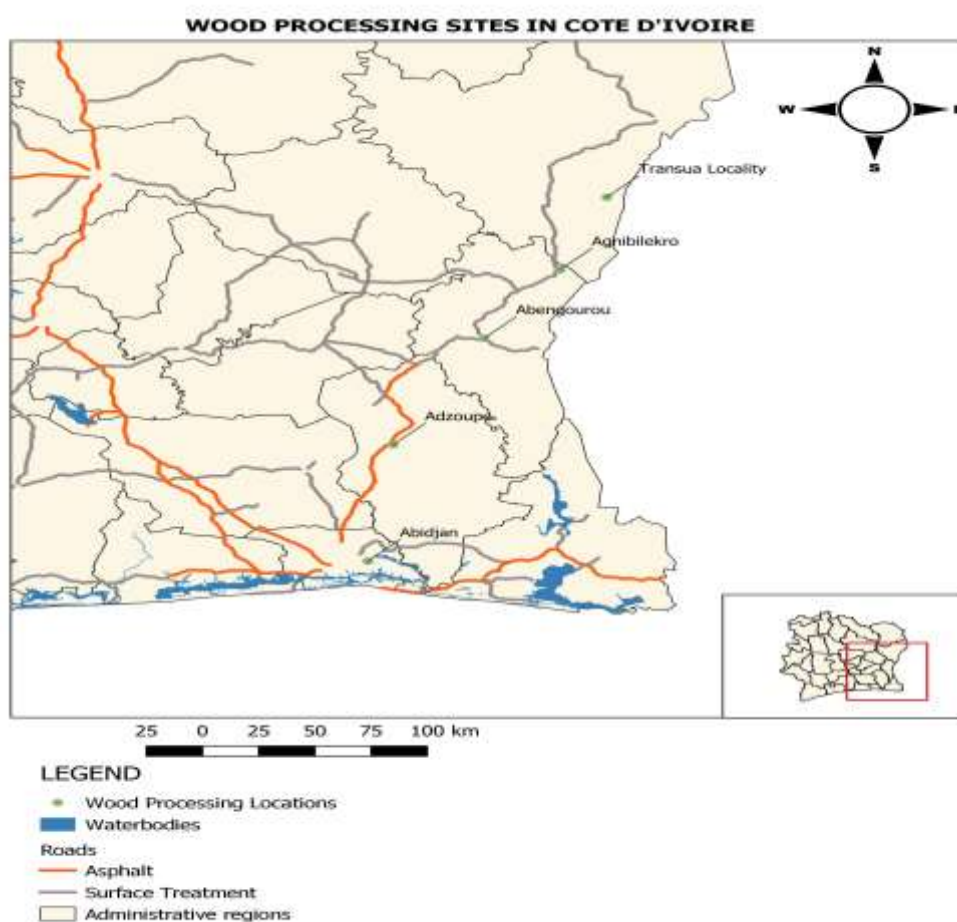 WOOD PROCESSING SITES IN COTE D'IVOIRE
N
W
S
Transua Locality
Agnibilekro
Abengourou
Adzoupe
Abidjan
25 0 25 50 75 100 km
LEGEND
Wood Processing Locations
Waterbodies
Roads
Asphalt
Surface Treatment
Administrative regions